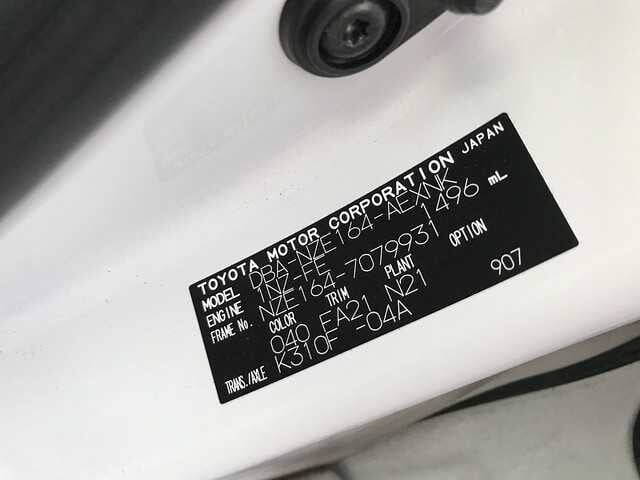 TOYOTA MOTOR CORPORATION JAPAN
MODEL DBA-NZE164-AEXNK
ENGINE 1NZ-FE 1496 mL
FRAME No. NZE164-7079931
COLOR TRIM PLANT OPTION
040 FA21 N21 907
TRANS./AXLE K310F -04A